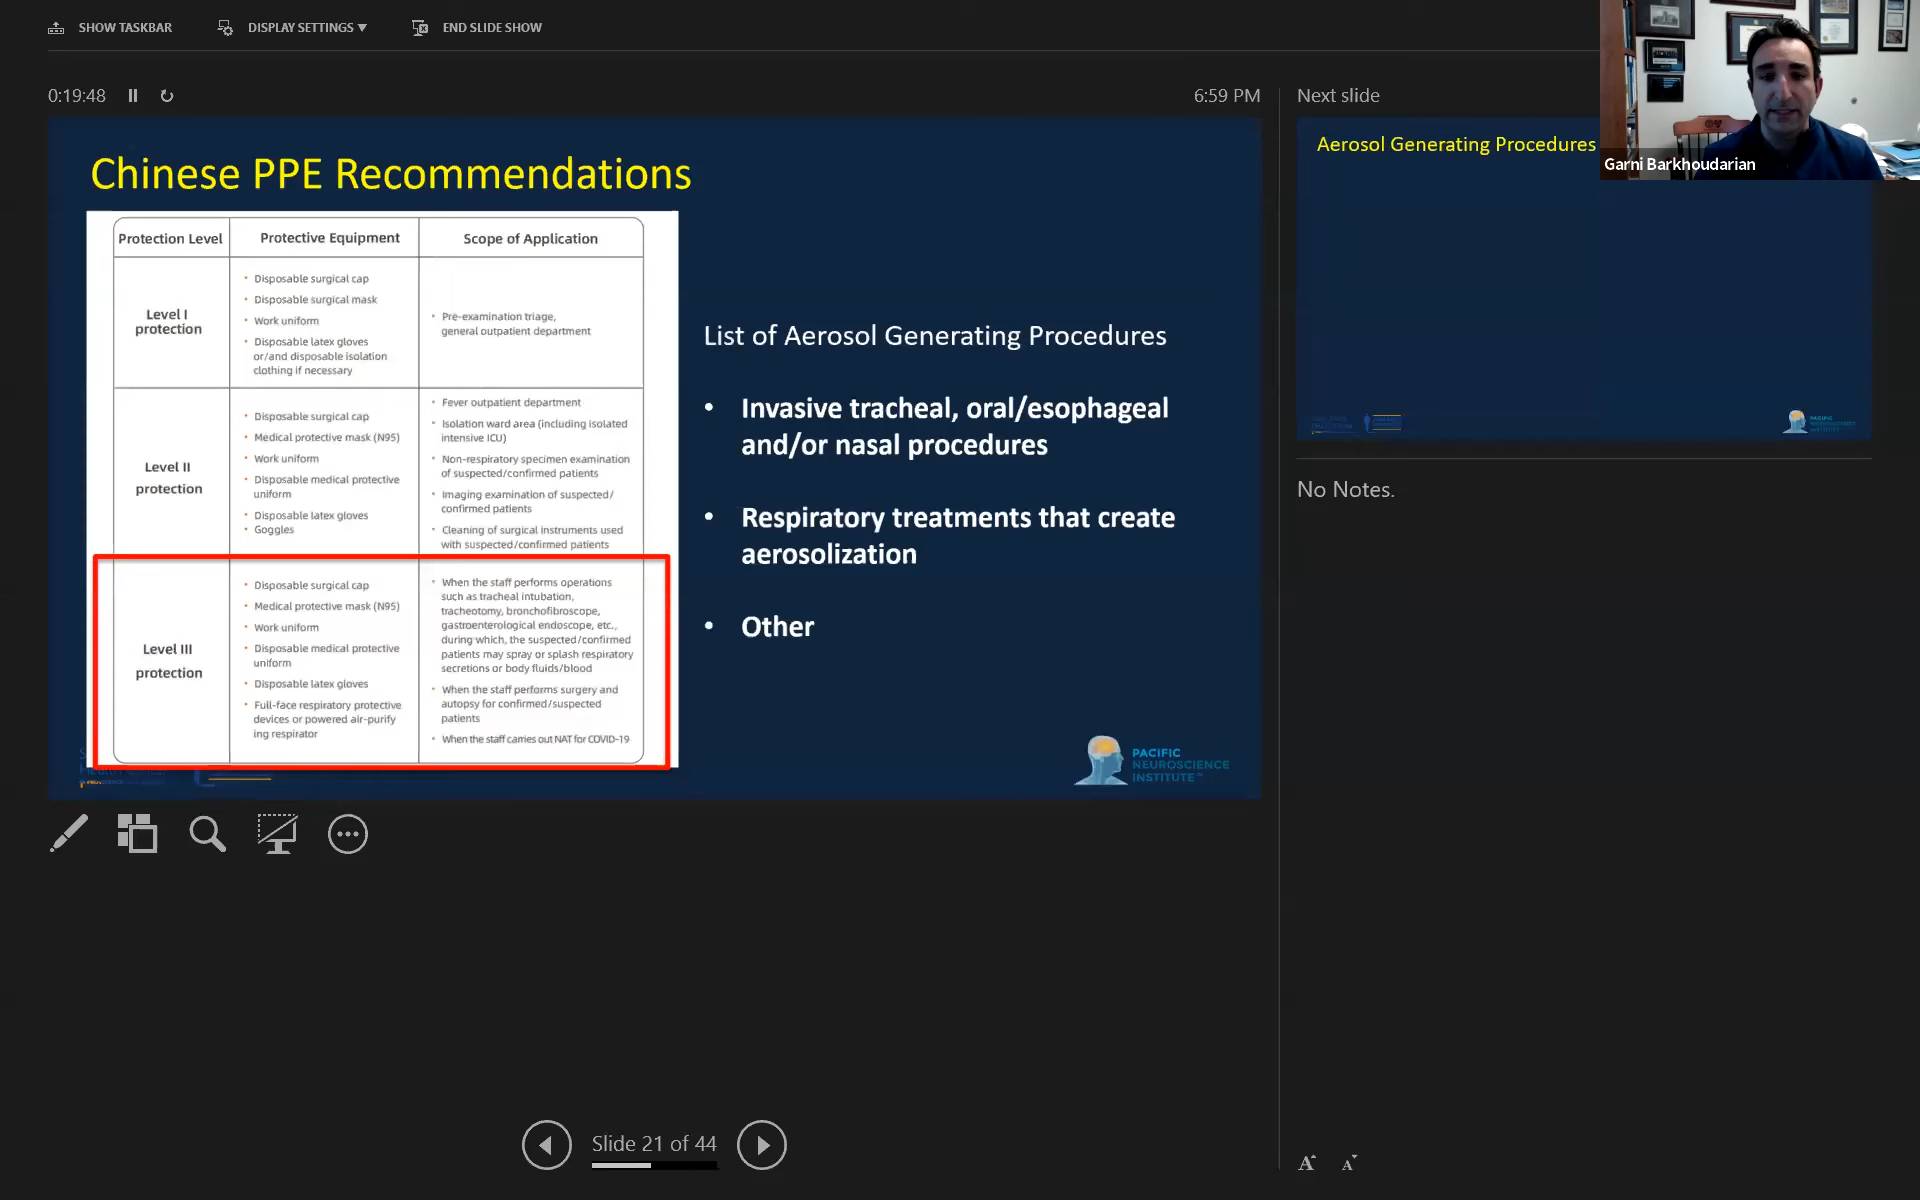 SHOW TASKBAR
DISPLAY SETTINGS
END SLIDE SHOW
0:19:48
6:59 PM
Next slide
Chinese PPE Recommendations
Protection Level
Protective Equipment
Scope of Application
Level I
protection
• Disposable surgical cap
• Disposable surgical mask
• Work uniform
• Disposable latex gloves
or/and disposable isolation
clothing if necessary
• Pre-examination triage,
general outpatient department
Level II
protection
• Disposable surgical cap
• Medical protective mask (N95)
• Work uniform
• Disposable medical protective
uniform
• Disposable latex gloves
• Goggles
• Fever outpatient department
• Isolation ward area (including isolated
intensive ICU)
• Non-respiratory specimen examination
of suspected/confirmed patients
• Imaging examination of suspected/
confirmed patients
• Cleaning of surgical instruments used
with suspected/confirmed patients
Level III
protection
• Disposable surgical cap
• Medical protective mask (N95)
• Work uniform
• Disposable medical protective
uniform
• Disposable latex gloves
• Full-face respiratory protective
devices or powered air-purify
ing respirator
• When the staff performs operations
such as tracheal intubation,
tracheotomy, bronchofibroscope,
gastroenterological endoscope, etc.,
during which, the suspected/confirmed
patients may spray or splash respiratory
secretions or body fluids/blood
• When the staff performs surgery and
autopsy for confirmed/suspected
patients
• When the staff carries out NAT for COVID-19
List of Aerosol Generating Procedures
• Invasive tracheal, oral/esophageal
and/or nasal procedures
• Respiratory treatments that create
aerosolization
• Other
PACIFIC
NEUROSCIENCE
INSTITUTE
Aerosol Generating Procedures
Garni Barkhoudarian
No Notes.
Slide 21 of 44
A
A